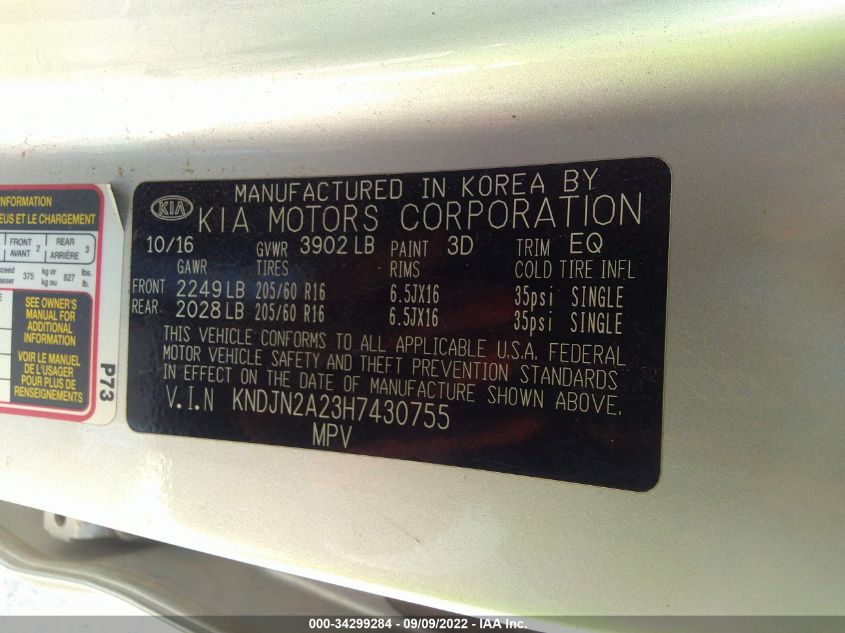 INFORMATION
EUS ET LE CHARGEMENT
FRONT AVANT 2 REAR ARRIÈRE 3
375 kg or kg ou 827 lbs. lb.
SEE OWNER'S
MANUAL FOR
ADDITIONAL
INFORMATION
VOIR LE MANUEL
DE L'USAGER
POUR PLUS DE
RENSEIGNEMENTS
P73
MANUFACTURED IN KOREA BY
KIA KIA MOTORS CORPORATION
10/16 GVWR 3902 LB PAINT 3D TRIM EQ
GAWR TIRES RIMS COLD TIRE INFL
FRONT 2249 LB 205/60 R16 6.5JX16 35psi SINGLE
REAR 2028 LB 205/60 R16 6.5JX16 35psi SINGLE
THIS VEHICLE CONFORMS TO ALL APPLICABLE U.S.A. FEDERAL
MOTOR VEHICLE SAFETY AND THEFT PREVENTION STANDARDS
IN EFFECT ON THE DATE OF MANUFACTURE SHOWN ABOVE.
V.I.N KNDJN2A23H7430755
MPV
000-34299284 - 09/09/2022 - IAA Inc.